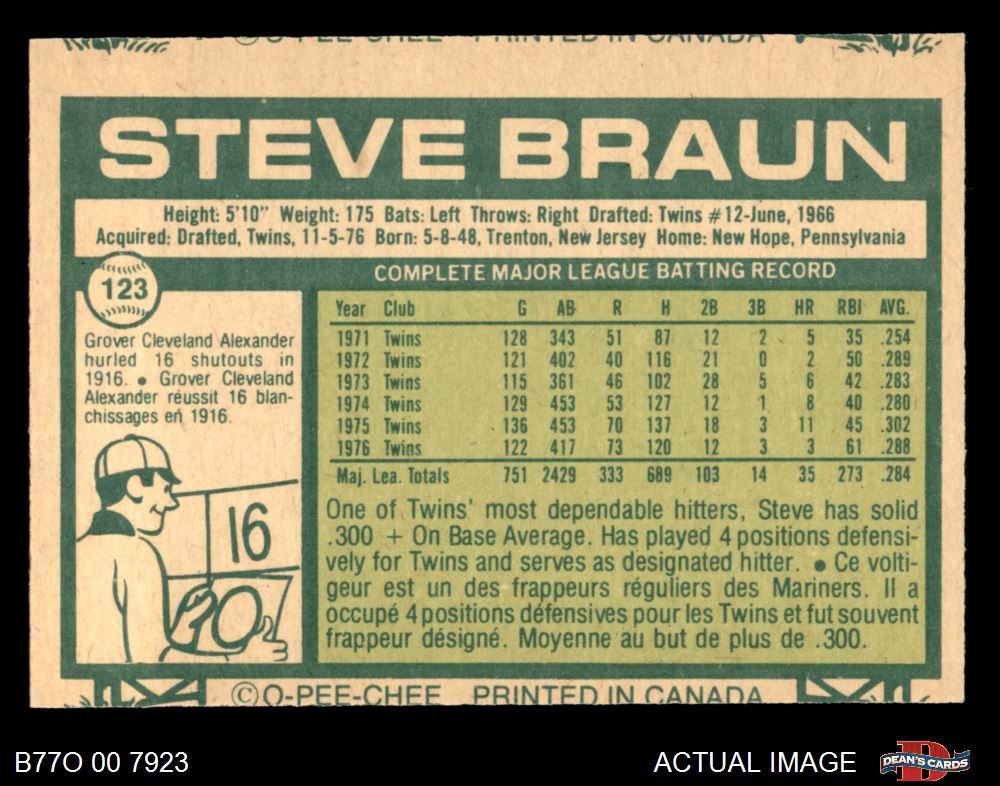 ©O-PEE-CHEE PRINTED IN CANADA
STEVE BRAUN
Height: 5'10" Weight: 175 Bats: Left Throws: Right Drafted: Twins #12-June, 1966
Acquired: Drafted, Twins, 11-5-76 Born: 5-8-48, Trenton, New Jersey Home: New Hope, Pennsylvania
123
COMPLETE MAJOR LEAGUE BATTING RECORD
Year Club G AB R H 2B 3B HR RBI AVG.
1971 Twins 128 343 51 87 12 2 5 35 .254
1972 Twins 121 402 40 116 21 0 2 50 .289
1973 Twins 115 361 46 102 28 5 6 42 .283
1974 Twins 129 453 53 127 12 1 8 40 .280
1975 Twins 136 453 70 137 18 3 11 45 .302
1976 Twins 122 417 73 120 12 3 3 61 .288
Maj. Lea. Totals 751 2429 333 689 103 14 35 273 .284
Grover Cleveland Alexander
hurled 16 shutouts in
1916. • Grover Cleveland
Alexander réussit 16 blan-
chissages en 1916.
16
0
One of Twins' most dependable hitters, Steve has solid
.300 + On Base Average. Has played 4 positions defensi-
vely for Twins and serves as designated hitter. • Ce volti-
geur est un des frappeurs réguliers des Mariners. Il a
occupé 4 positions défensives pour les Twins et fut souvent
frappeur désigné. Moyenne au but de plus de .300.
©O-PEE-CHEE PRINTED IN CANADA
B77O 00 7923
ACTUAL IMAGE
D
DEAN'S CARDS